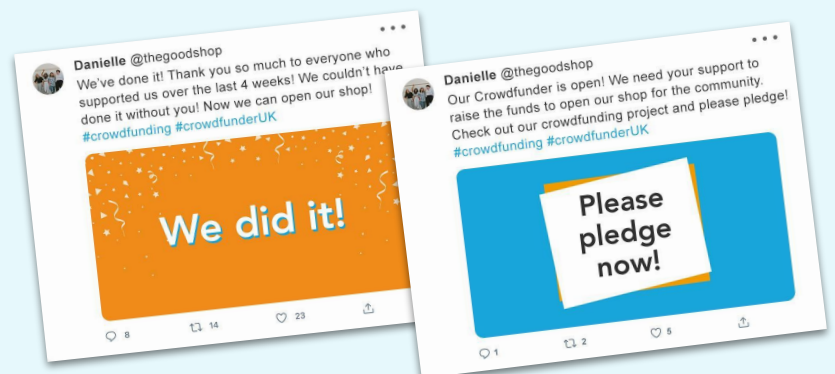 Danielle @thegoodshop
We've done it! Thank you so much to everyone who
supported us over the last 4 weeks! We couldn't have
done it without you! Now we can open our shop!
#crowdfunding #crowdfunderUK
We did it!
8 14 23
Danielle @thegoodshop
Our Crowdfunder is open! We need your support to
raise the funds to open our shop for the community.
Check out our crowdfunding project and please pledge!
#crowdfunding #crowdfunderUK
Please
pledge
now!
1 2 5